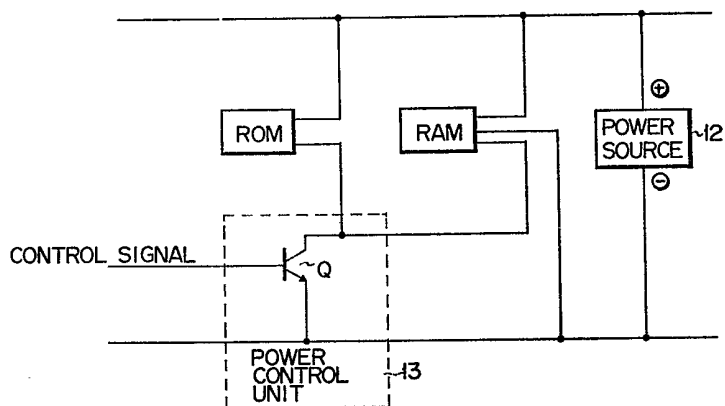 ROM
RAM
⊕
POWER
SOURCE
12
⊖
CONTROL SIGNAL
Q
POWER
CONTROL
UNIT
13